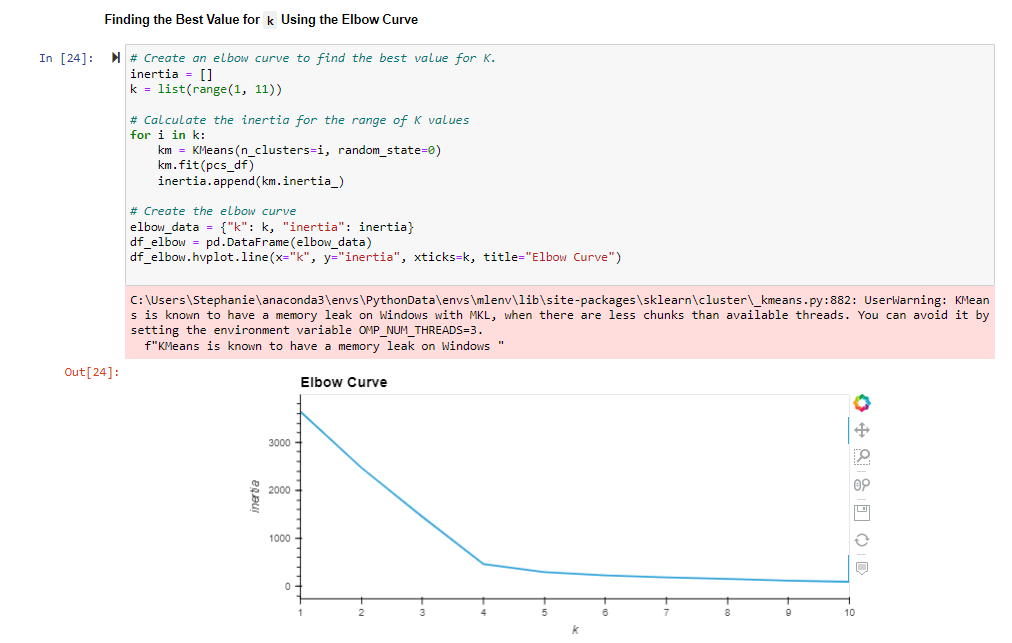 Finding the Best Value for k Using the Elbow Curve
In [24]:
# Create an elbow curve to find the best value for K.
inertia = []
k = list(range(1, 11))
# Calculate the inertia for the range of K values
for i in k:
    km = KMeans(n_clusters=i, random_state=0)
    km.fit(pcs_df)
    inertia.append(km.inertia_)
# Create the elbow curve
elbow_data = {"k": k, "inertia": inertia}
df_elbow = pd.DataFrame(elbow_data)
df_elbow.hvplot.line(x="k", y="inertia", xticks=k, title="Elbow Curve")
C:\Users\Stephanie\anaconda3\envs\PythonData\envs\mlenv\lib\site-packages\sklearn\cluster\_kmeans.py:882: UserWarning: KMean
s is known to have a memory leak on Windows with MKL, when there are less chunks than available threads. You can avoid it by
setting the environment variable OMP_NUM_THREADS=3.
  f"KMeans is known to have a memory leak on Windows "
Out[24]:
Elbow Curve
3000
2000
1000
0
inertia
1 2 3 4 5 6 7 8 9 10
k